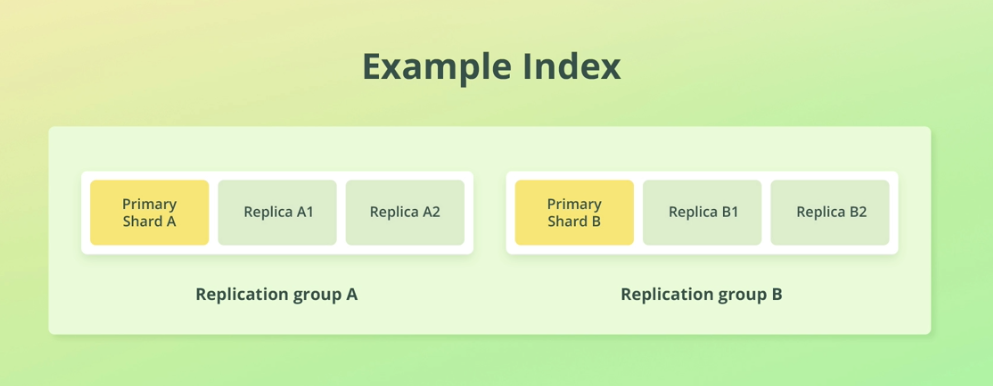 Example Index
Primary
Shard A
Replica A1
Replica A2
Primary
Shard B
Replica B1
Replica B2
Replication group A
Replication group B